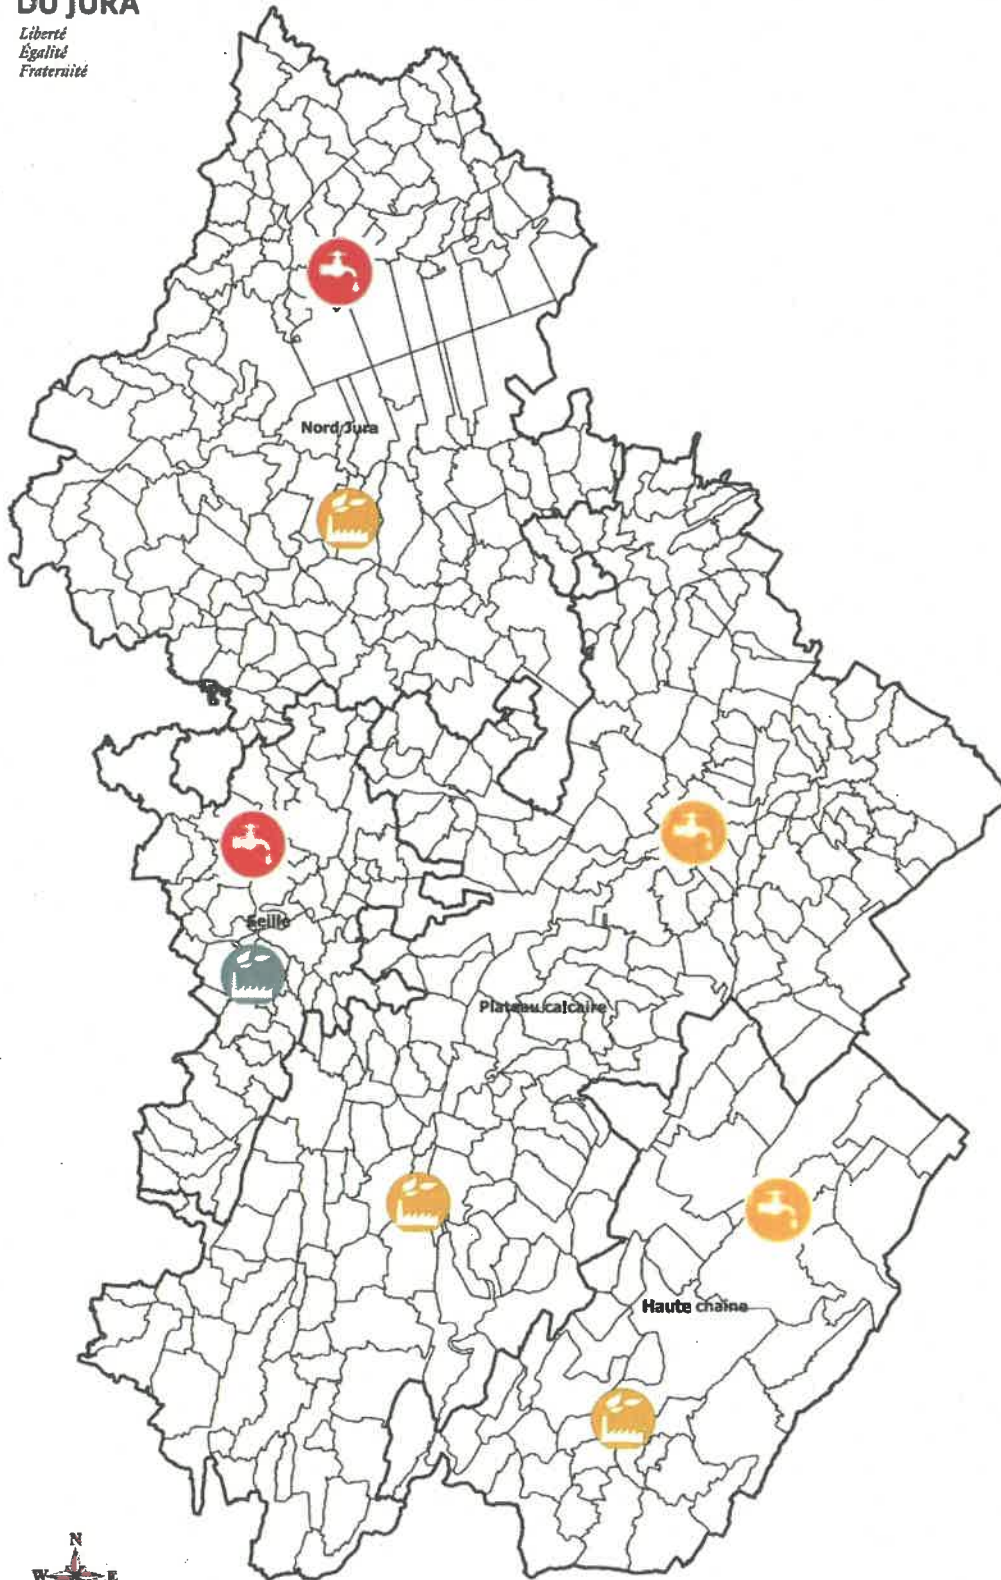 DU JURA
Liberté
Égalité
Fraternité
Nord Jura
Seille
Plateau calcaire
Haute chaîne
N
W E